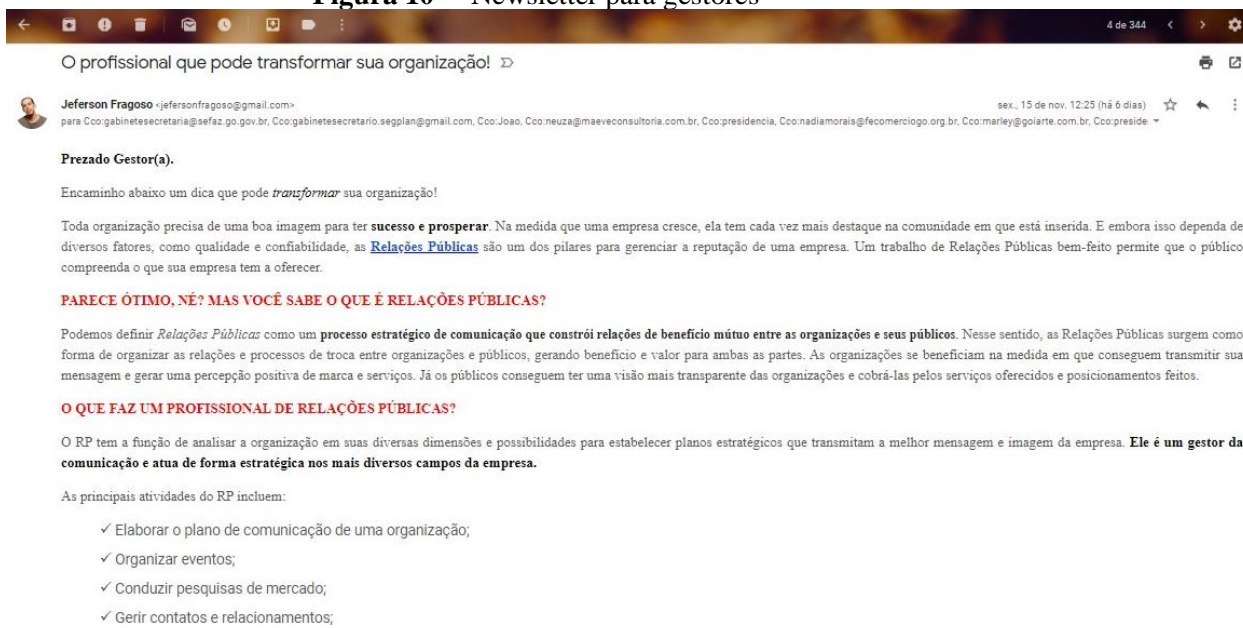 Figura 10 – Newsletter para gestores
4 de 344
O profissional que pode transformar sua organização!
Jeferson Fragoso <jefersonfragoso@gmail.com>
sex., 15 de nov. 12:25 (há 6 dias)
para Cco:gabinetesecretaria@sefaz.go.gov.br, Cco:gabinetesecretario.segplan@gmail.com, Cco:Joao, Cco:neuza@maeveconsultoria.com.br, Cco:presidencia, Cco:nadiamorais@fecomerciogo.org.br, Cco:marley@goiarte.com.br, Cco:preside
Prezado Gestor(a).
Encaminho abaixo um dica que pode transformar sua organização!
Toda organização precisa de uma boa imagem para ter sucesso e prosperar. Na medida que uma empresa cresce, ela tem cada vez mais destaque na comunidade em que está inserida. E embora isso dependa de
diversos fatores, como qualidade e confiabilidade, as Relações Públicas são um dos pilares para gerenciar a reputação de uma empresa. Um trabalho de Relações Públicas bem-feito permite que o público
compreenda o que sua empresa tem a oferecer.
PARECE ÓTIMO, NÉ? MAS VOCÊ SABE O QUE É RELAÇÕES PÚBLICAS?
Podemos definir Relações Públicas como um processo estratégico de comunicação que constrói relações de benefício mútuo entre as organizações e seus públicos. Nesse sentido, as Relações Públicas surgem como
forma de organizar as relações e processos de troca entre organizações e públicos, gerando benefício e valor para ambas as partes. As organizações se beneficiam na medida em que conseguem transmitir sua
mensagem e gerar uma percepção positiva de marca e serviços. Já os públicos conseguem ter uma visão mais transparente das organizações e cobrá-las pelos serviços oferecidos e posicionamentos feitos.
O QUE FAZ UM PROFISSIONAL DE RELAÇÕES PÚBLICAS?
O RP tem a função de analisar a organização em suas diversas dimensões e possibilidades para estabelecer planos estratégicos que transmitam a melhor mensagem e imagem da empresa. Ele é um gestor da
comunicação e atua de forma estratégica nos mais diversos campos da empresa.
As principais atividades do RP incluem:
✓ Elaborar o plano de comunicação de uma organização;
✓ Organizar eventos;
✓ Conduzir pesquisas de mercado;
✓ Gerir contatos e relacionamentos;